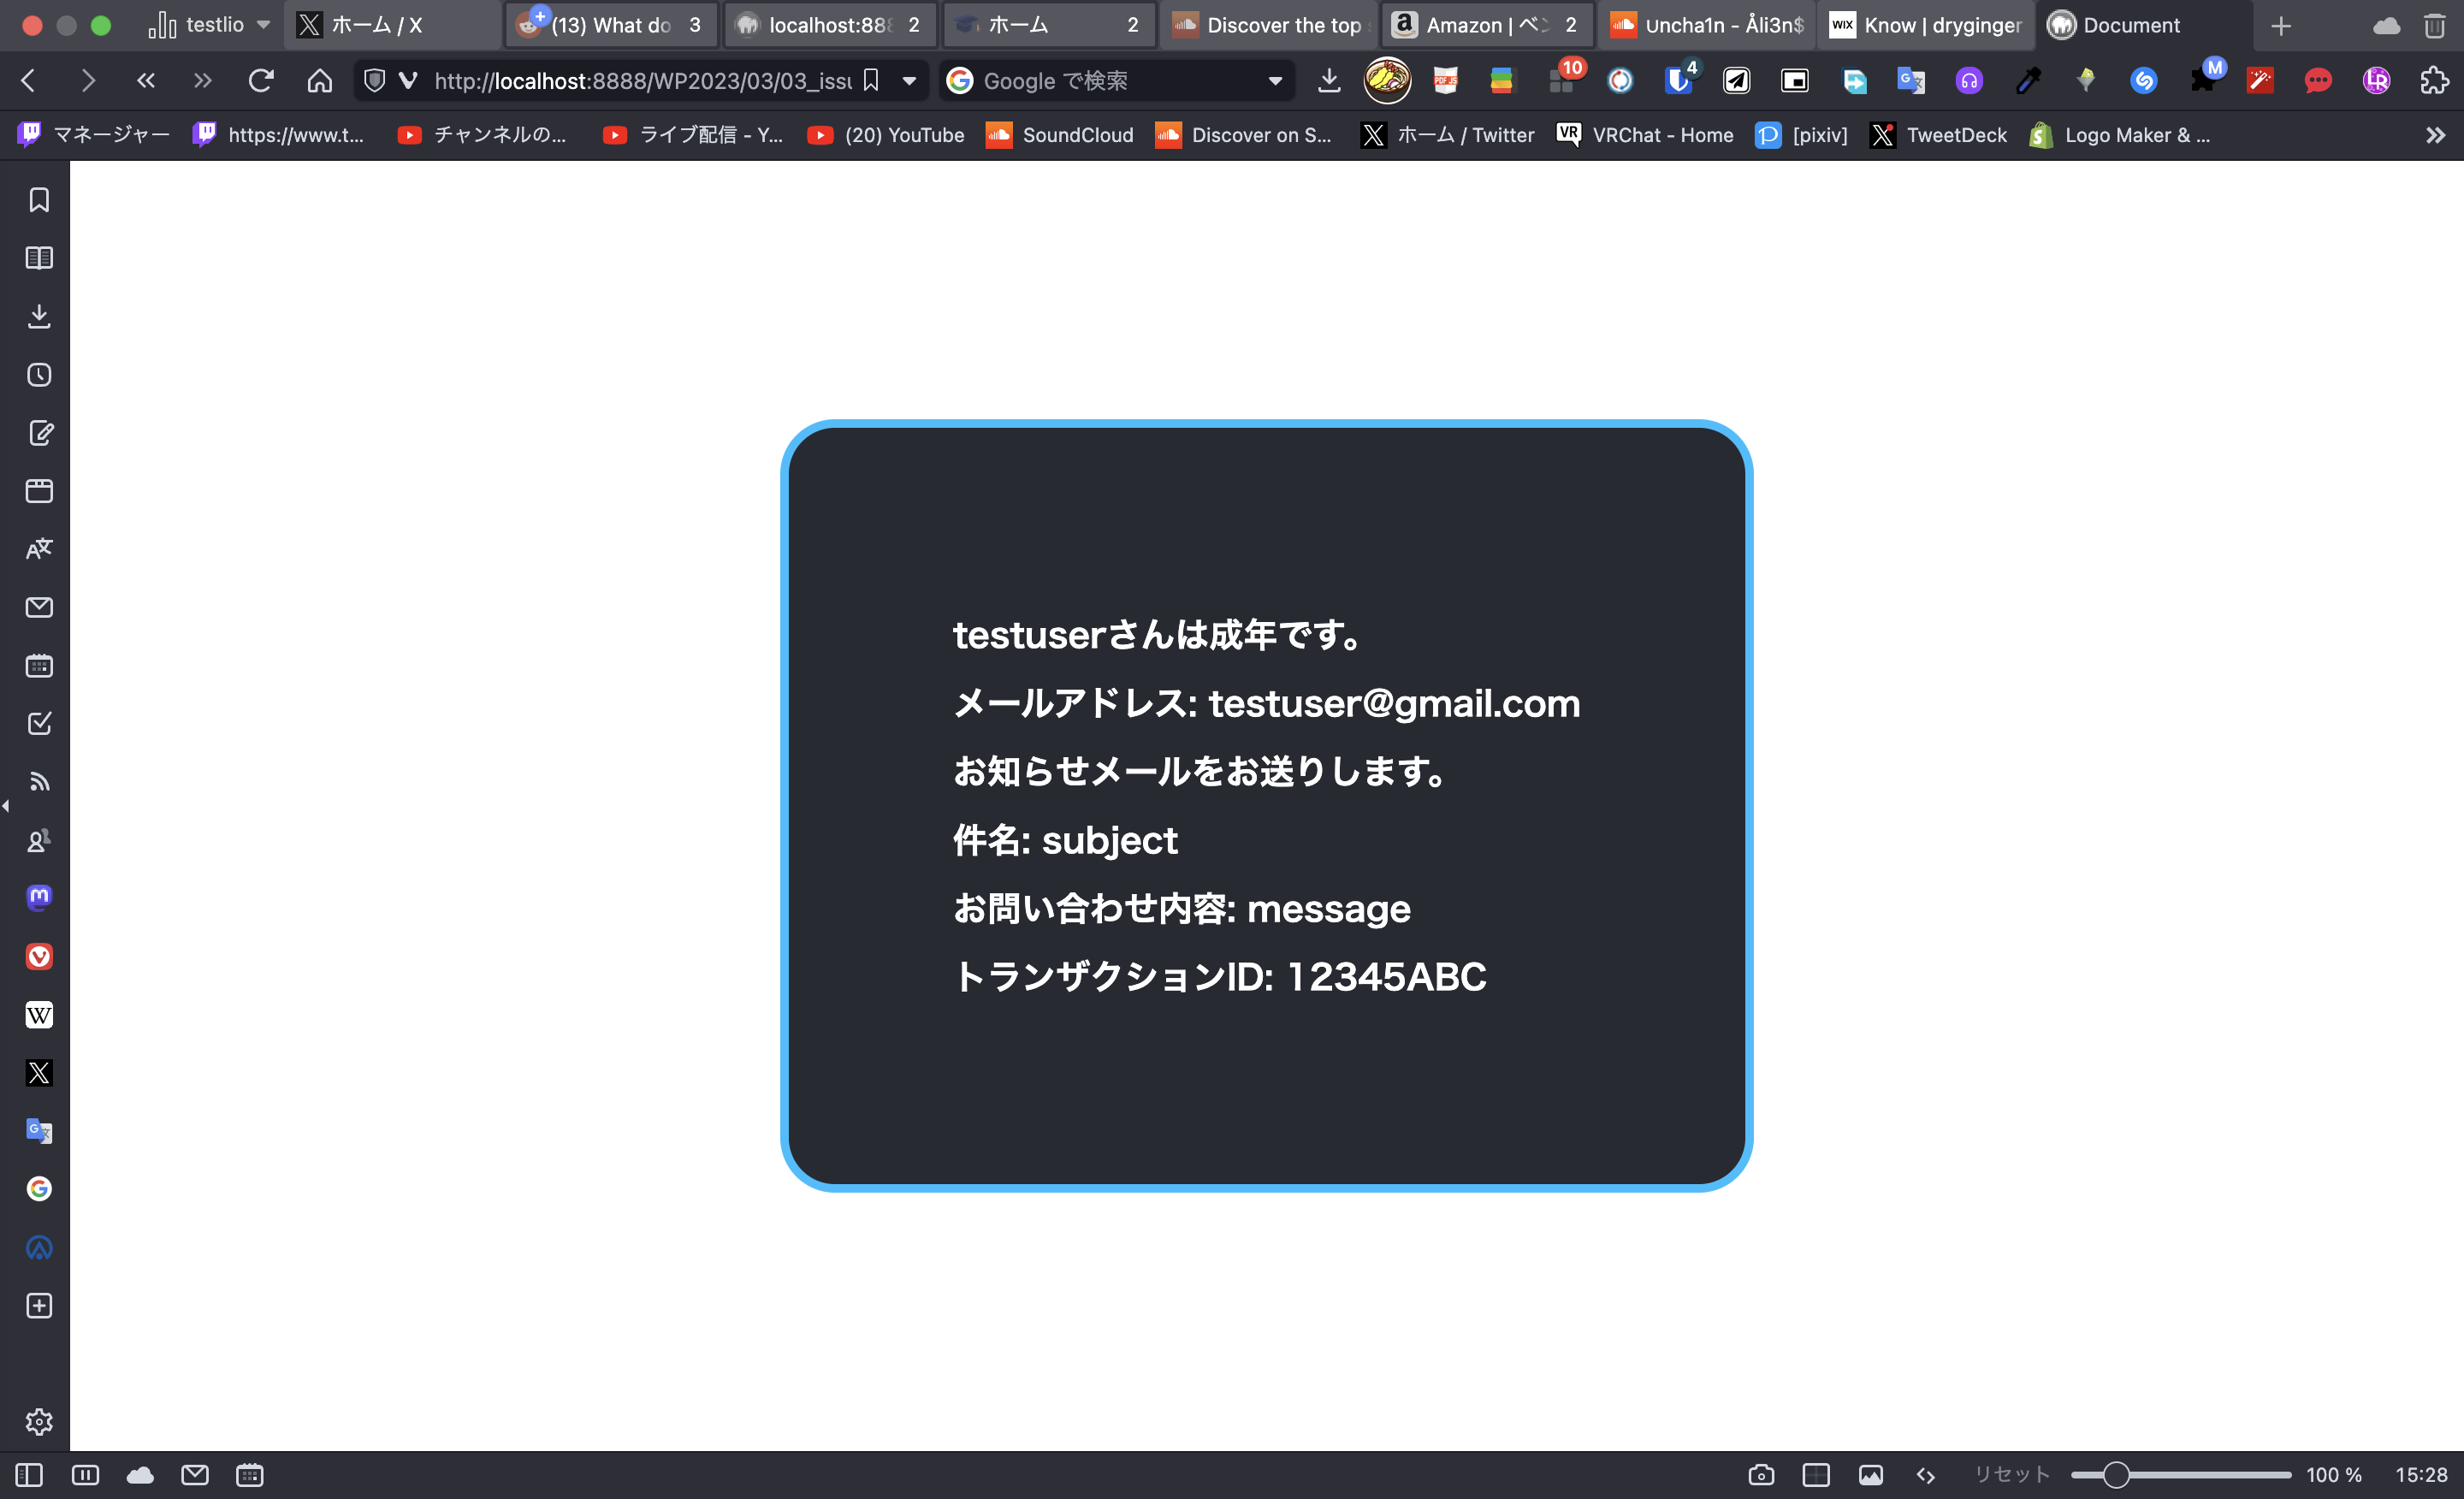 testlio
ホーム / X
(13) What do
3
localhost:888
2
ホーム
2
Discover the top
Amazon | ベン
2
Uncha1n - Åli3n$
WIX
Know | dryginger
Document
http://localhost:8888/WP2023/03/03_issu
Google で検索
10
4
M
マネージャー
https://www.t...
チャンネルの...
ライブ配信 - Y...
(20) YouTube
SoundCloud
Discover on S...
ホーム / Twitter
VR
VRChat - Home
[pixiv]
TweetDeck
Logo Maker & ...
testuserさんは成年です。
メールアドレス: testuser@gmail.com
お知らせメールをお送りします。
件名: subject
お問い合わせ内容: message
トランザクションID: 12345ABC
リセット
100 %
15:28